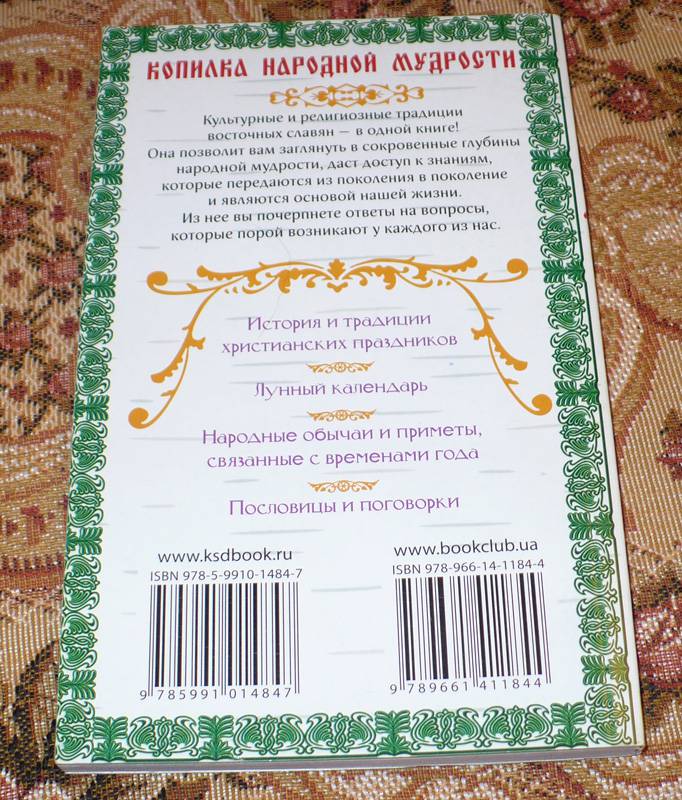 КОПИЛКА НАРОДНОЙ МУДРОСТИ
Культурные и религиозные традиции
восточных славян – в одной книге!
Она позволит вам заглянуть в сокровенные глубины
народной мудрости, даст доступ к знаниям,
которые передаются из поколения в поколение
и являются основой нашей жизни.
Из нее вы почерпнете ответы на вопросы,
которые порой возникают у каждого из нас.
История и традиции
христианских праздников
Лунный календарь
Народные обычаи и приметы,
связанные с временами года
Пословицы и поговорки
www.ksdbook.ru
ISBN 978-5-9910-1484-7
9 785991 014847
www.bookclub.ua
ISBN 978-966-14-1184-4
9 789661 411844